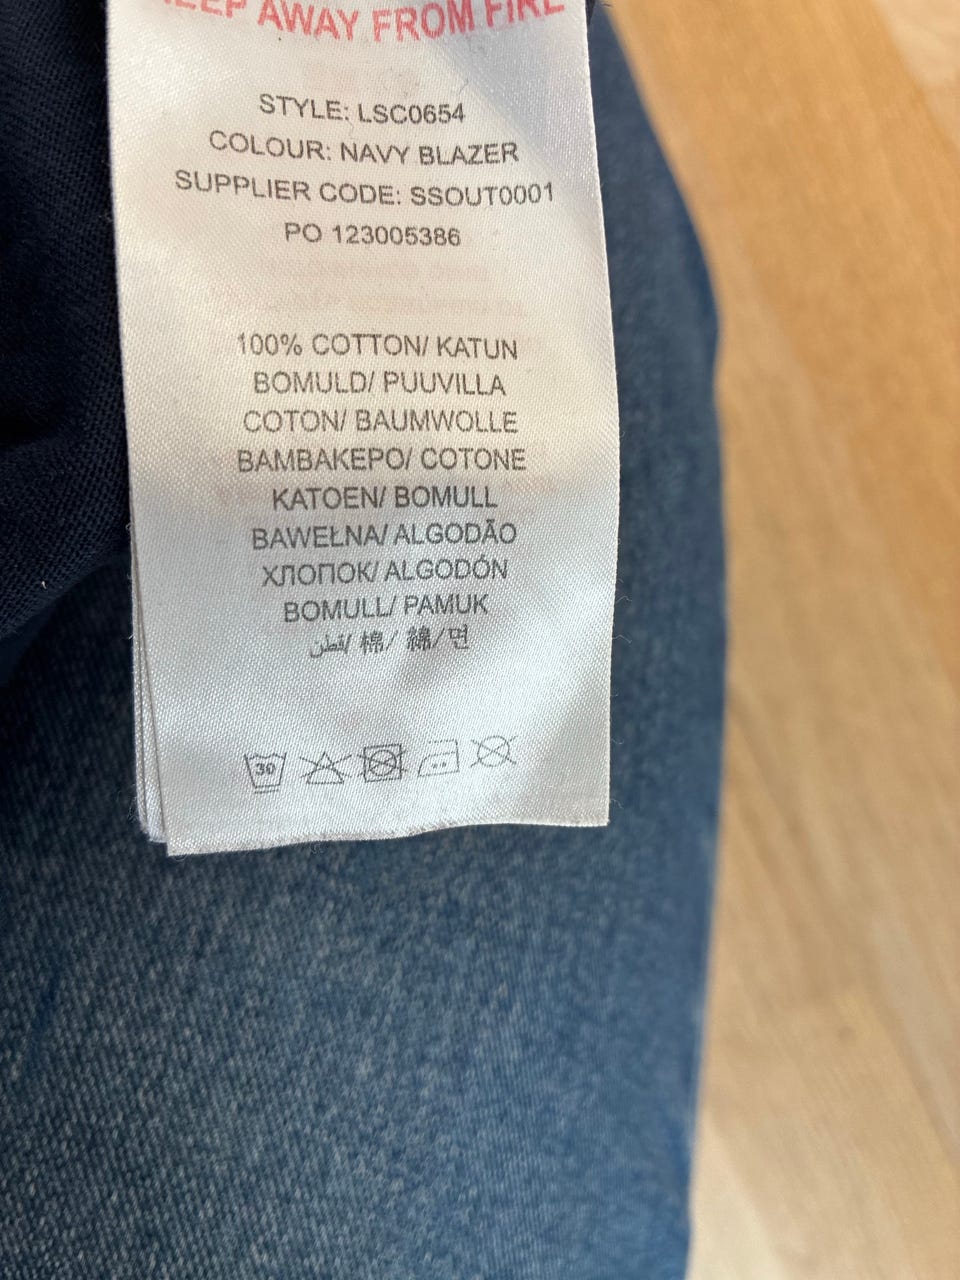 KEEP AWAY FROM FIRE
STYLE: LSC0654
COLOUR: NAVY BLAZER
SUPPLIER CODE: SSOUT0001
PO 123005386
100% COTTON/ KATUN
BOMULD/ PUUVILLA
COTON/ BAUMWOLLE
BAMBAKEPO/ COTONE
KATOEN/ BOMULL
BAWEŁNA/ ALGODÃO
ХЛОПОК/ ALGODÓN
BOMULL/ PAMUK
قطن/ 棉/ 綿/ 면
30